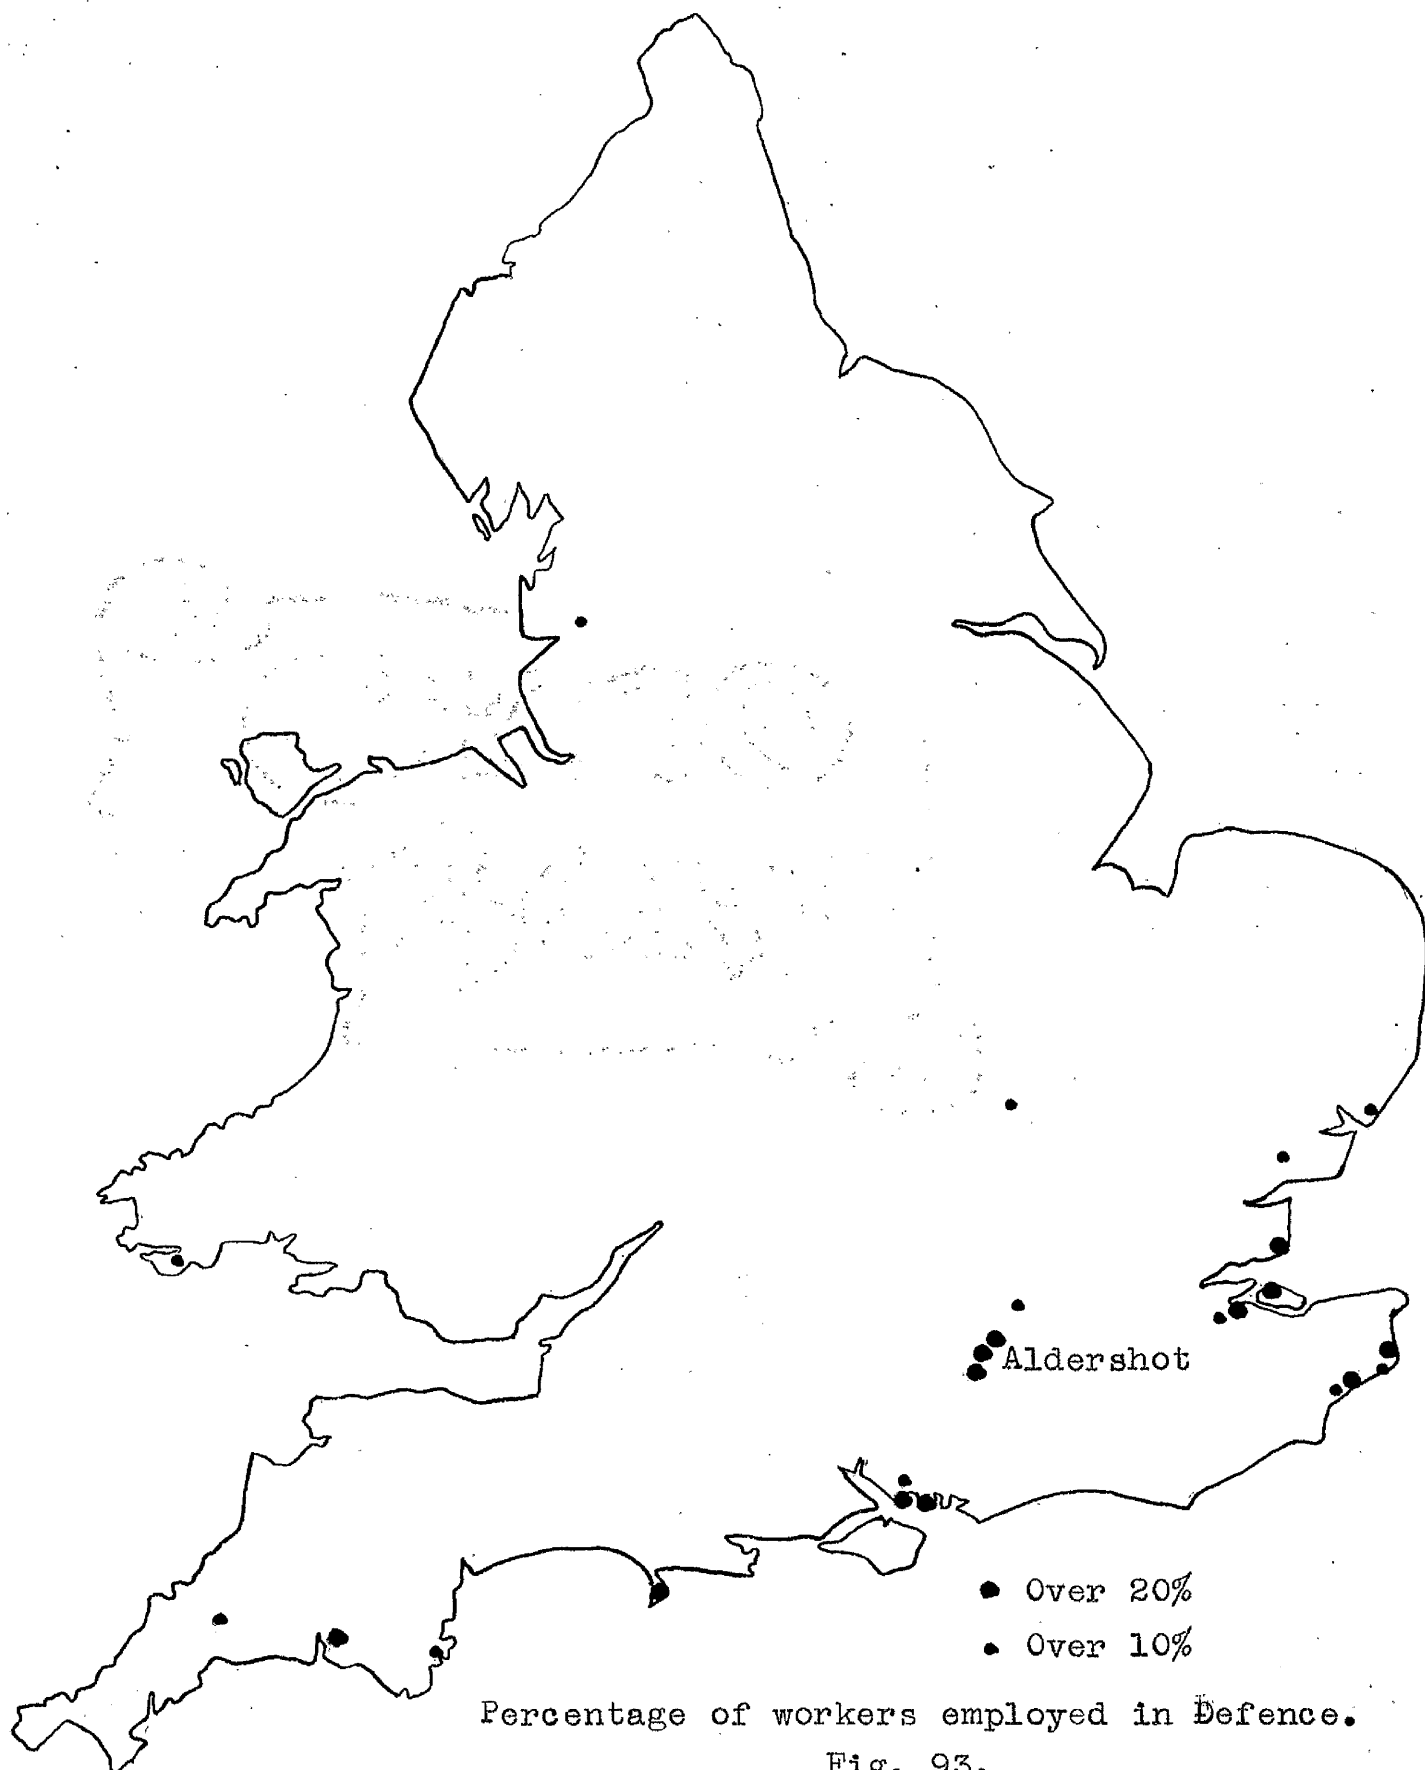 Aldershot
Over 20%
Over 10%
Percentage of workers employed in Defence.
Fig. 93.